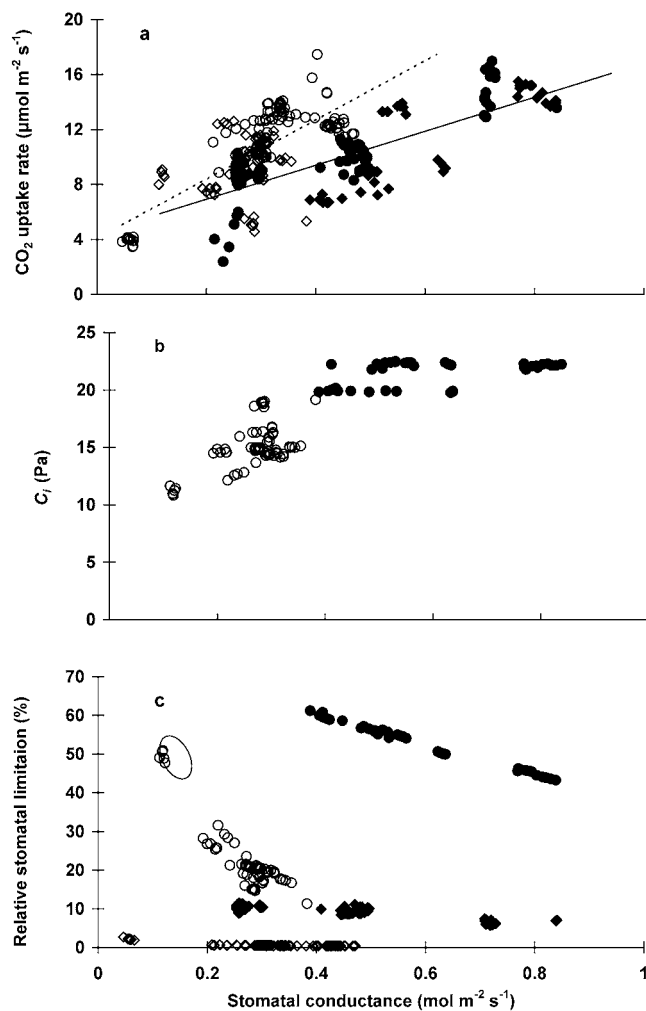 a
CO2 uptake rate (µmol m-2 s-1)
20
16
12
8
4
0
b
Ci (Pa)
25
20
15
10
5
0
c
Relative stomatal limitaion (%)
70
60
50
40
30
20
10
0
0 0.2 0.4 0.6 0.8 1
Stomatal conductance (mol m-2 s-1)